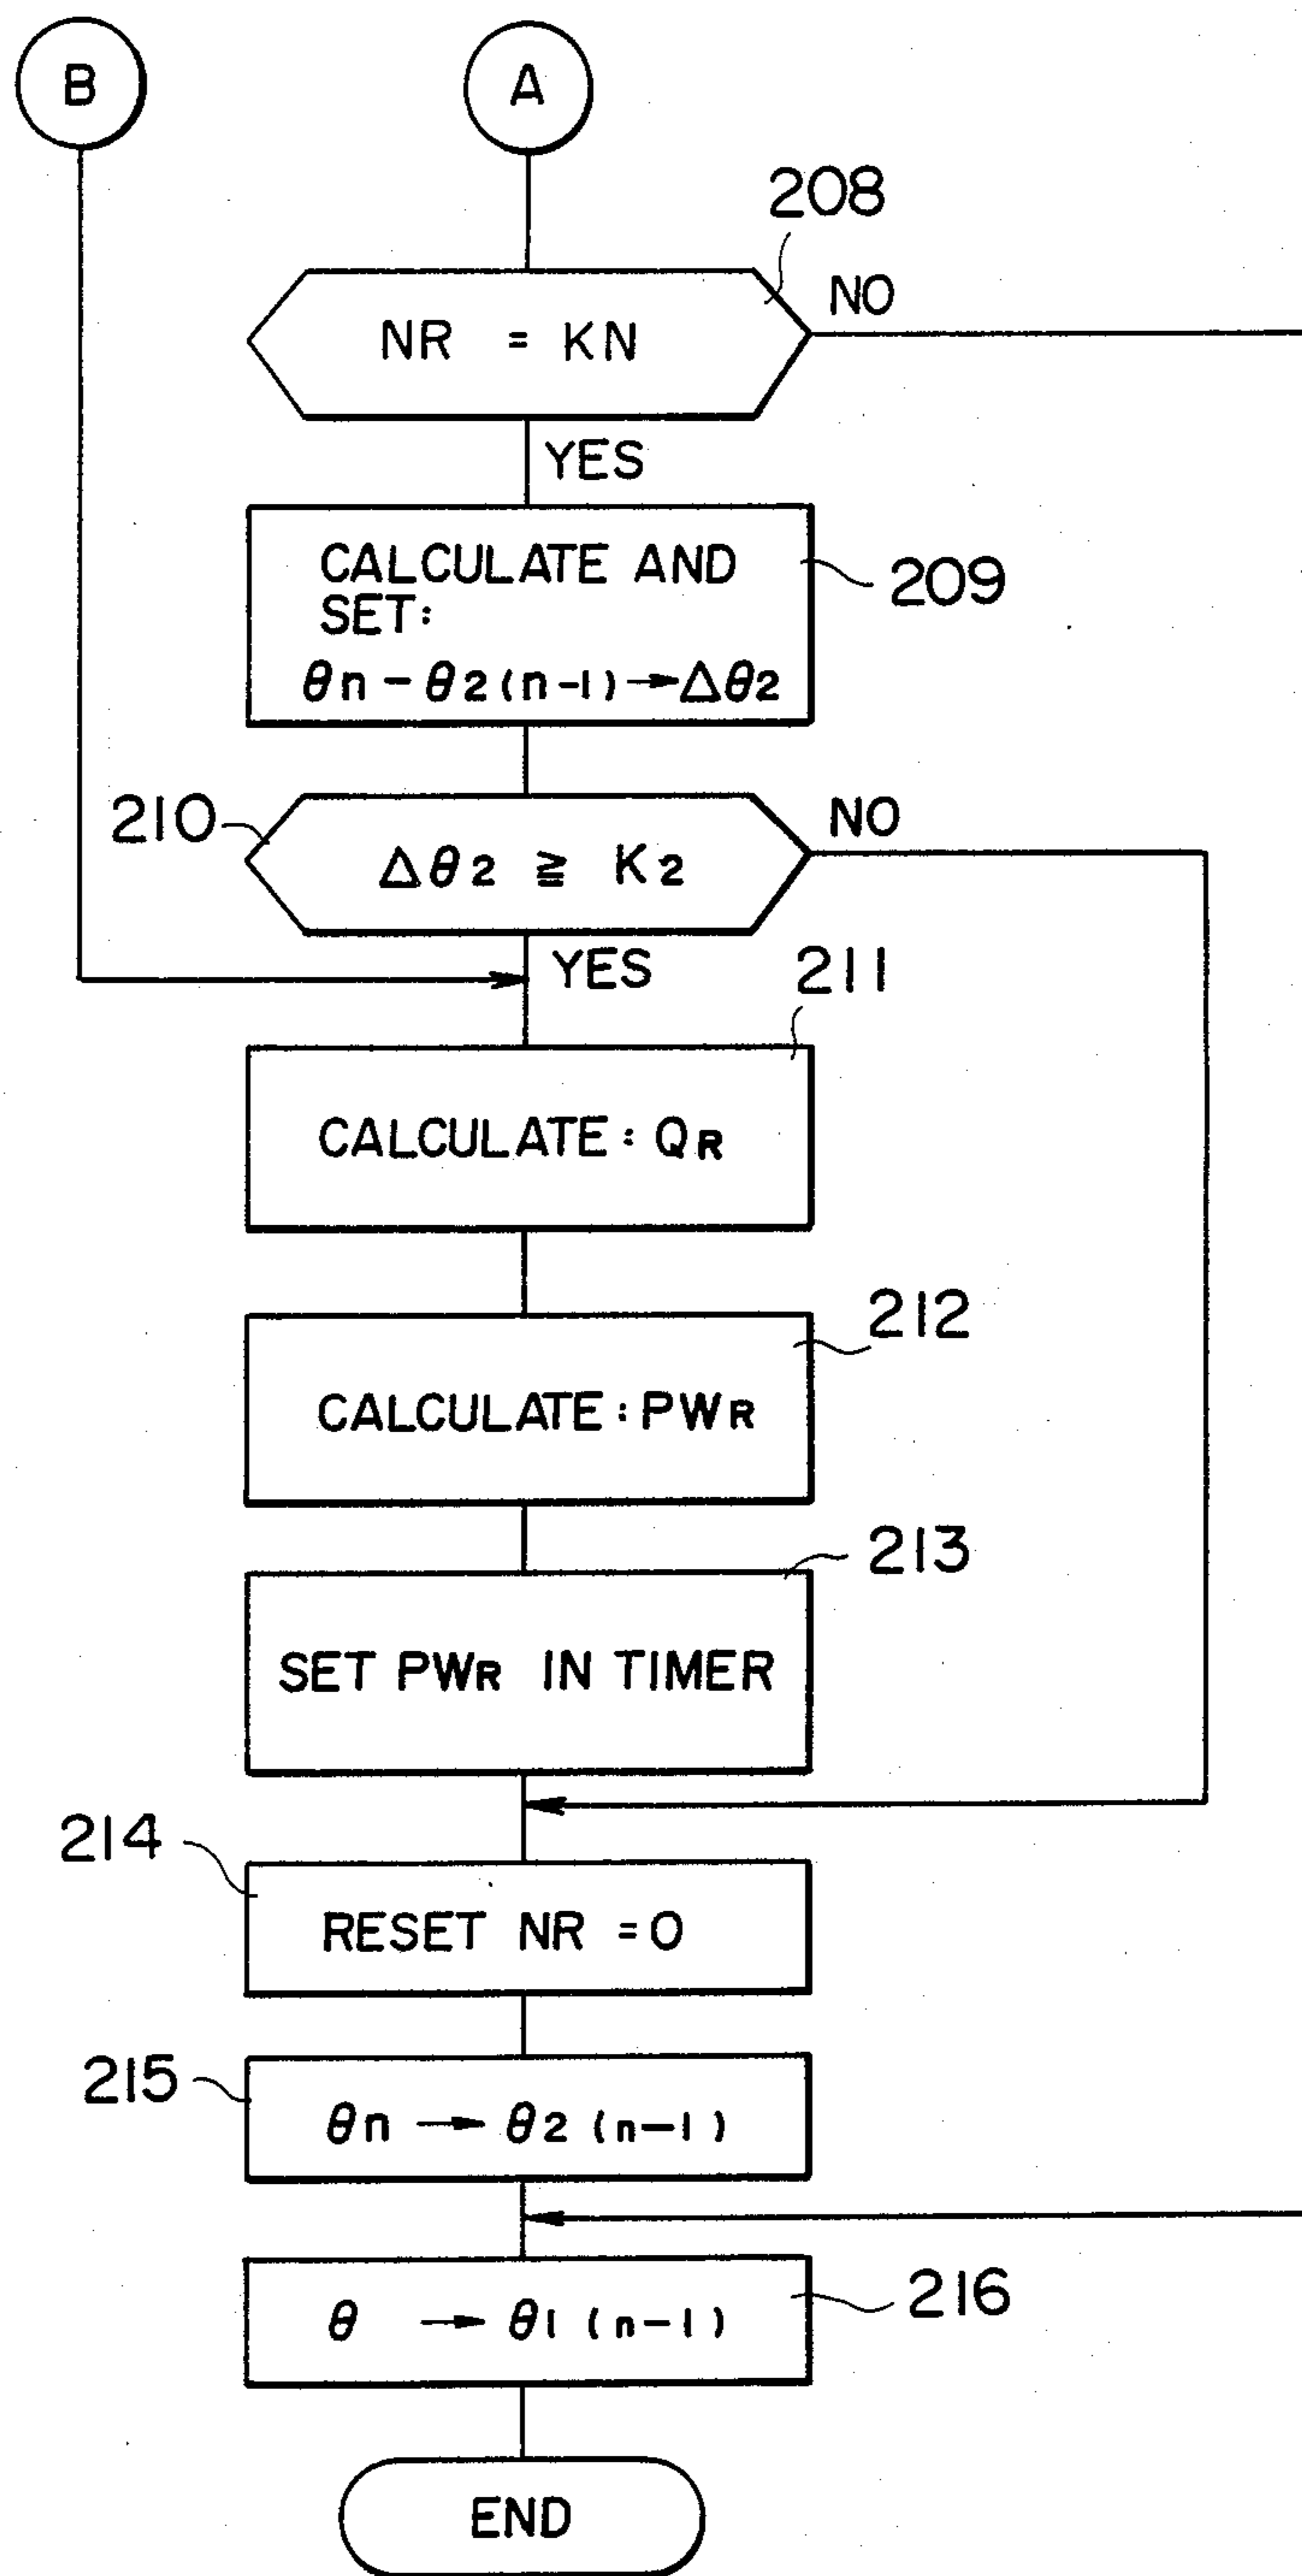 B
A
208
NR = KN
NO
YES
CALCULATE AND
SET:
θn - θ2(n-1) → Δθ2
209
210
Δθ2 ≧ K2
NO
YES
211
CALCULATE: QR
212
CALCULATE: PWR
213
SET PWR IN TIMER
214
RESET NR = 0
215
θn → θ2 (n-1)
θ → θ1 (n-1)
216
END